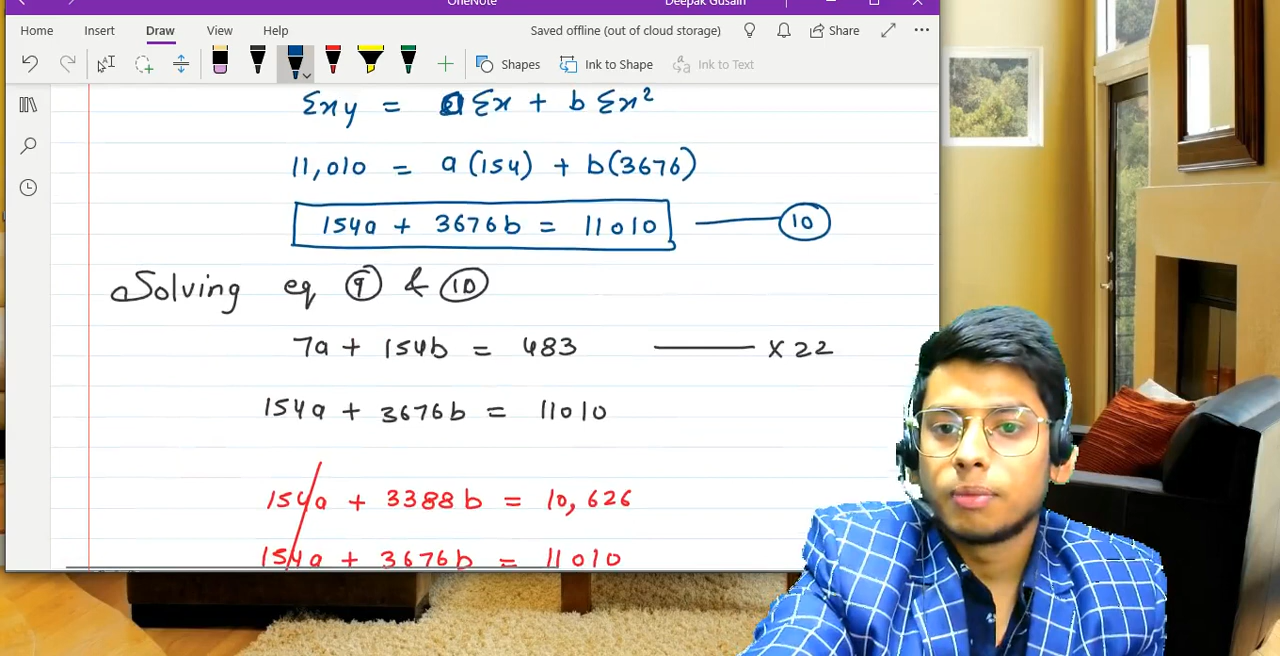 OneNote
Deepak Gusain
Home Insert Draw View Help Saved offline (out of cloud storage) Share
Shapes Ink to Shape Ink to Text
Σxy = aΣx + bΣx²
11,010 = a(154) + b(3676)
154a + 3676b = 11010 —— 10
Solving eq 9 & 10
7a + 154b = 483 —— x 22
154a + 3676b = 11010
154a + 3388b = 10,626
154a + 3676b = 11010